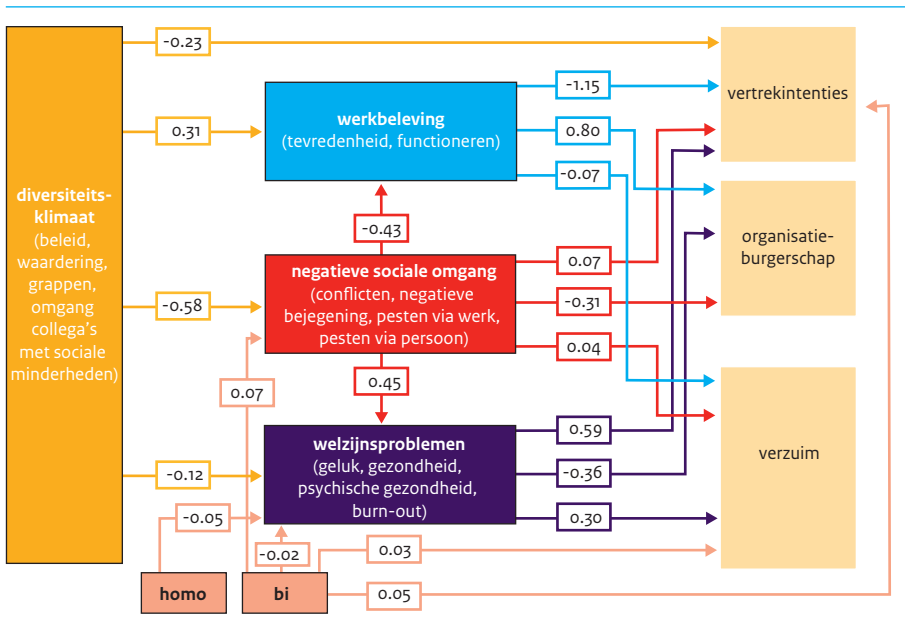 -0.23
vertrekintenties
-1.15
werkbeleving
(tevredenheid, functioneren)
0.31
0.80
-0.07
diversiteits-
klimaat
(beleid,
waardering,
grappen,
omgang
collega's
met sociale
minderheden)
-0.43
organisatie-
burgerschap
negatieve sociale omgang
(conflicten, negatieve
bejegening, pesten via werk,
pesten via persoon)
0.07
-0.58
-0.31
0.04
0.07
0.45
welzijnsproblemen
(geluk, gezondheid,
psychische gezondheid,
burn-out)
0.59
verzuim
-0.12
-0.36
-0.05
0.30
-0.02
0.03
homo
bi
0.05